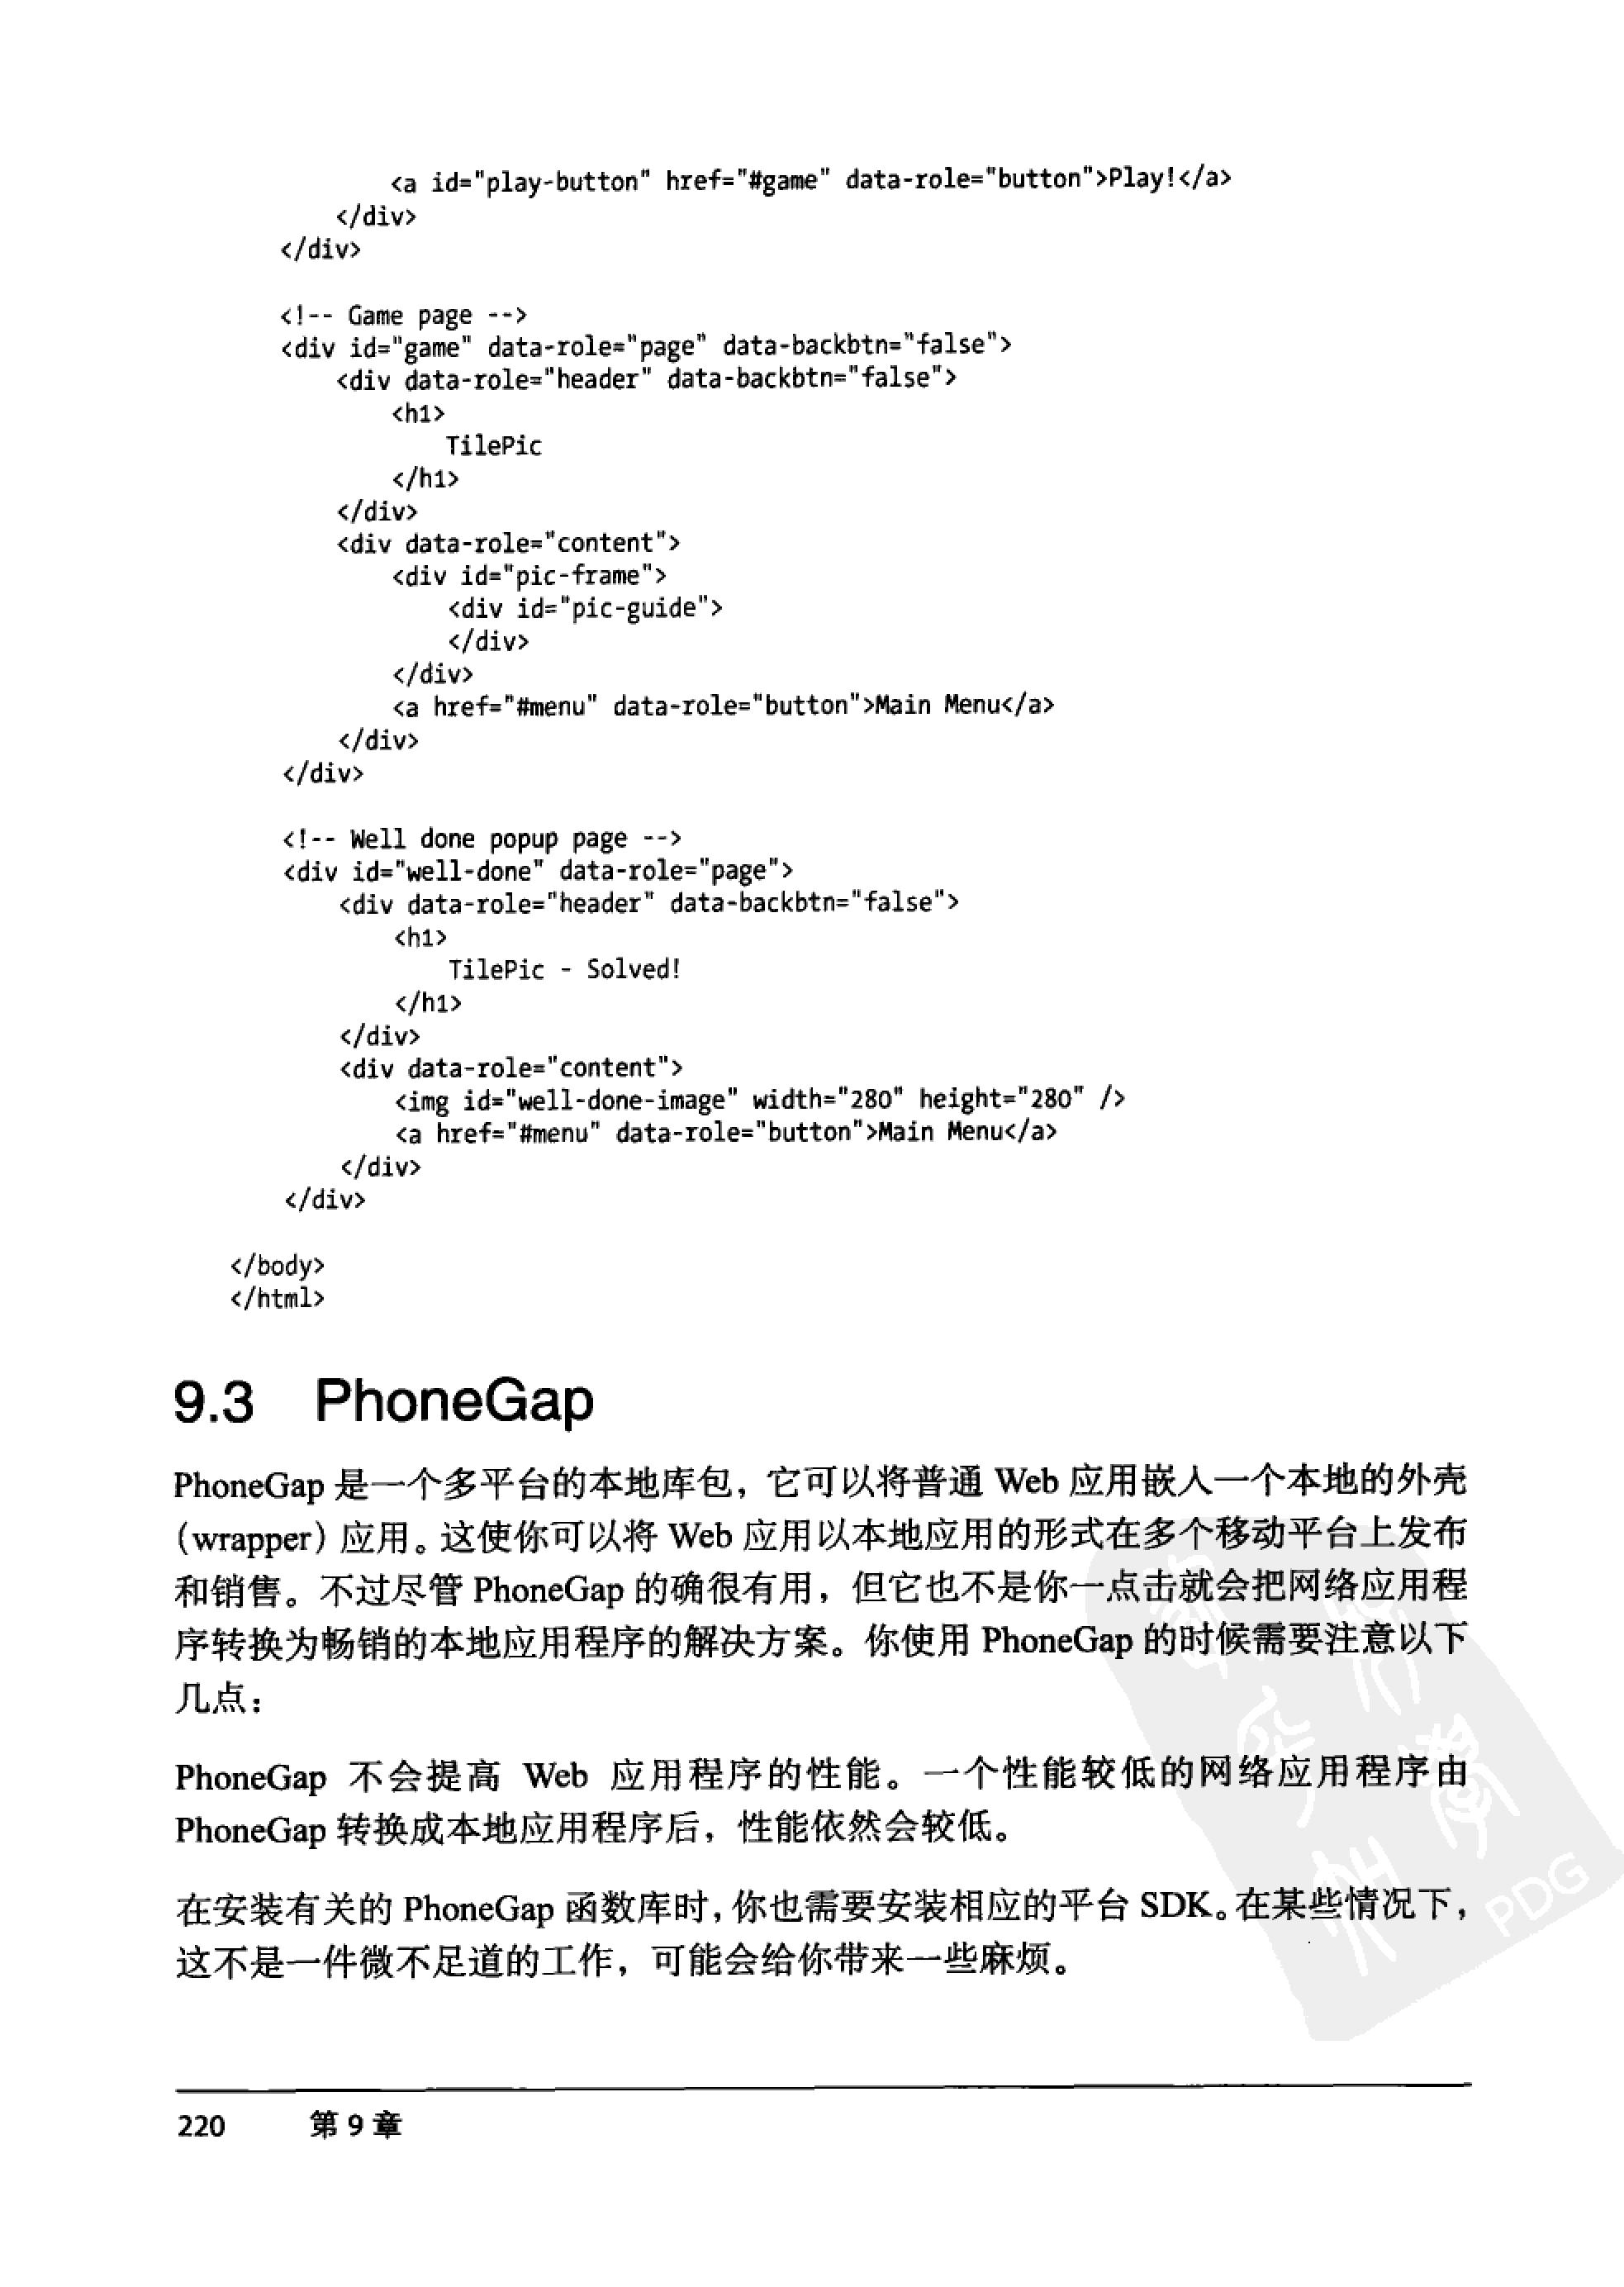 <a id="play-button" href="#game" data-role="button">Play!</a>
</div>
</div>
<!-- Game page -->
<div id="game" data-role="page" data-backbtn="false">
<div data-role="header" data-backbtn="false">
<h1>
TilePic
</h1>
</div>
<div data-role="content">
<div id="pic-frame">
<div id="pic-guide">
</div>
</div>
<a href="#menu" data-role="button">Main Menu</a>
</div>
</div>
<!-- Well done popup page -->
<div id="well-done" data-role="page">
<div data-role="header" data-backbtn="false">
<h1>
TilePic - Solved!
</h1>
</div>
<div data-role="content">
<img id="well-done-image" width="280" height="280" />
<a href="#menu" data-role="button">Main Menu</a>
</div>
</div>
</body>
</html>
9.3 PhoneGap
PhoneGap 是一个多平台的本地库包，它可以将普通 Web 应用嵌入一个本地的外壳
（wrapper）应用。这使你可以将 Web 应用以本地应用的形式在多个移动平台上发布
和销售。不过尽管 PhoneGap 的确很有用，但它也不是你一点击就会把网络应用程
序转换为畅销的本地应用程序的解决方案。你使用 PhoneGap 的时候需要注意以下
几点：
PhoneGap 不会提高 Web 应用程序的性能。一个性能较低的网络应用程序由
PhoneGap 转换成本地应用程序后，性能依然会较低。
在安装有关的 PhoneGap 函数库时，你也需要安装相应的平台 SDK。在某些情况下，
这不是一件微不足道的工作，可能会给你带来一些麻烦。
PDG
220 第 9 章